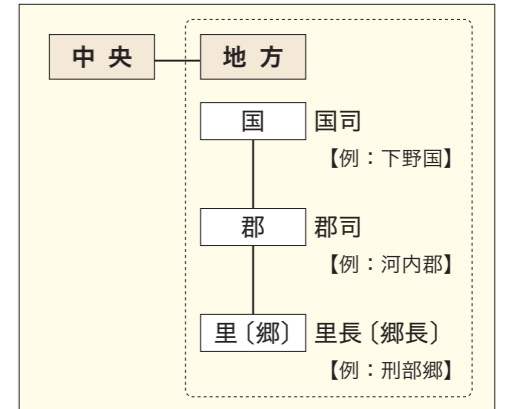 中央 地方
国 国司
【例：下野国】
郡 郡司
【例：河内郡】
里〔郷〕 里長〔郷長〕
【例：刑部郷】